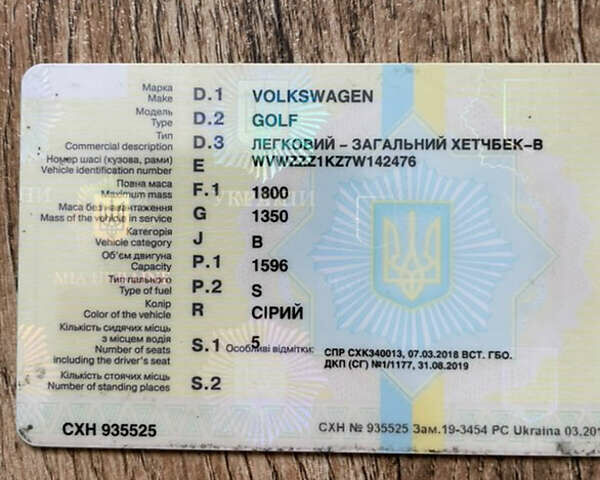 Марка D.1 VOLKSWAGEN
Make
Модель D.2 GOLF
Type
Тип D.3 ЛЕГКОВИЙ – ЗАГАЛЬНИЙ ХЕТЧБЕК-В
Commercial description
Номер шасі (кузова, рами) E WVWZZZ1KZ7W142476
Vehicle identification number
Повна маса F.1 1800
Maximum mass
Маса без навантаження G 1350
Mass of the vehicle in service
Категорія J B
Vehicle category
Об'єм двигуна P.1 1596
Capacity
Тип пального P.2 S
Type of fuel
Колір R СІРИЙ
Color of the vehicle
Кількість сидячих місць
з місцем водія S.1 5 Особливі відмітки: СПР СХК340013, 07.03.2018 ВСТ. ГБО.
Number of seats ДКП (СГ) №1/1177, 31.08.2019
including the driver's seat
Кількість стоячих місць S.2
Number of standing places
СХН 935525
СХН № 935525 Зам.19-3454 РС Ukraina 03.201